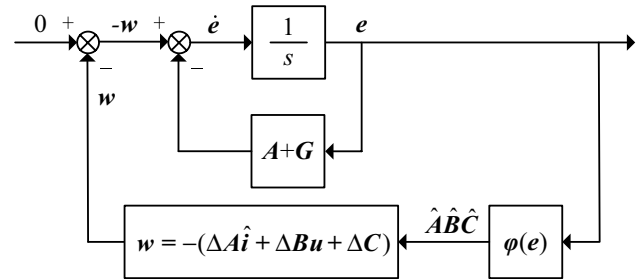 0 + -w + ė 1/s e
− −
w
A+G
w = −(ΔAî + ΔBu + ΔC) ÂB̂Ĉ φ(e)